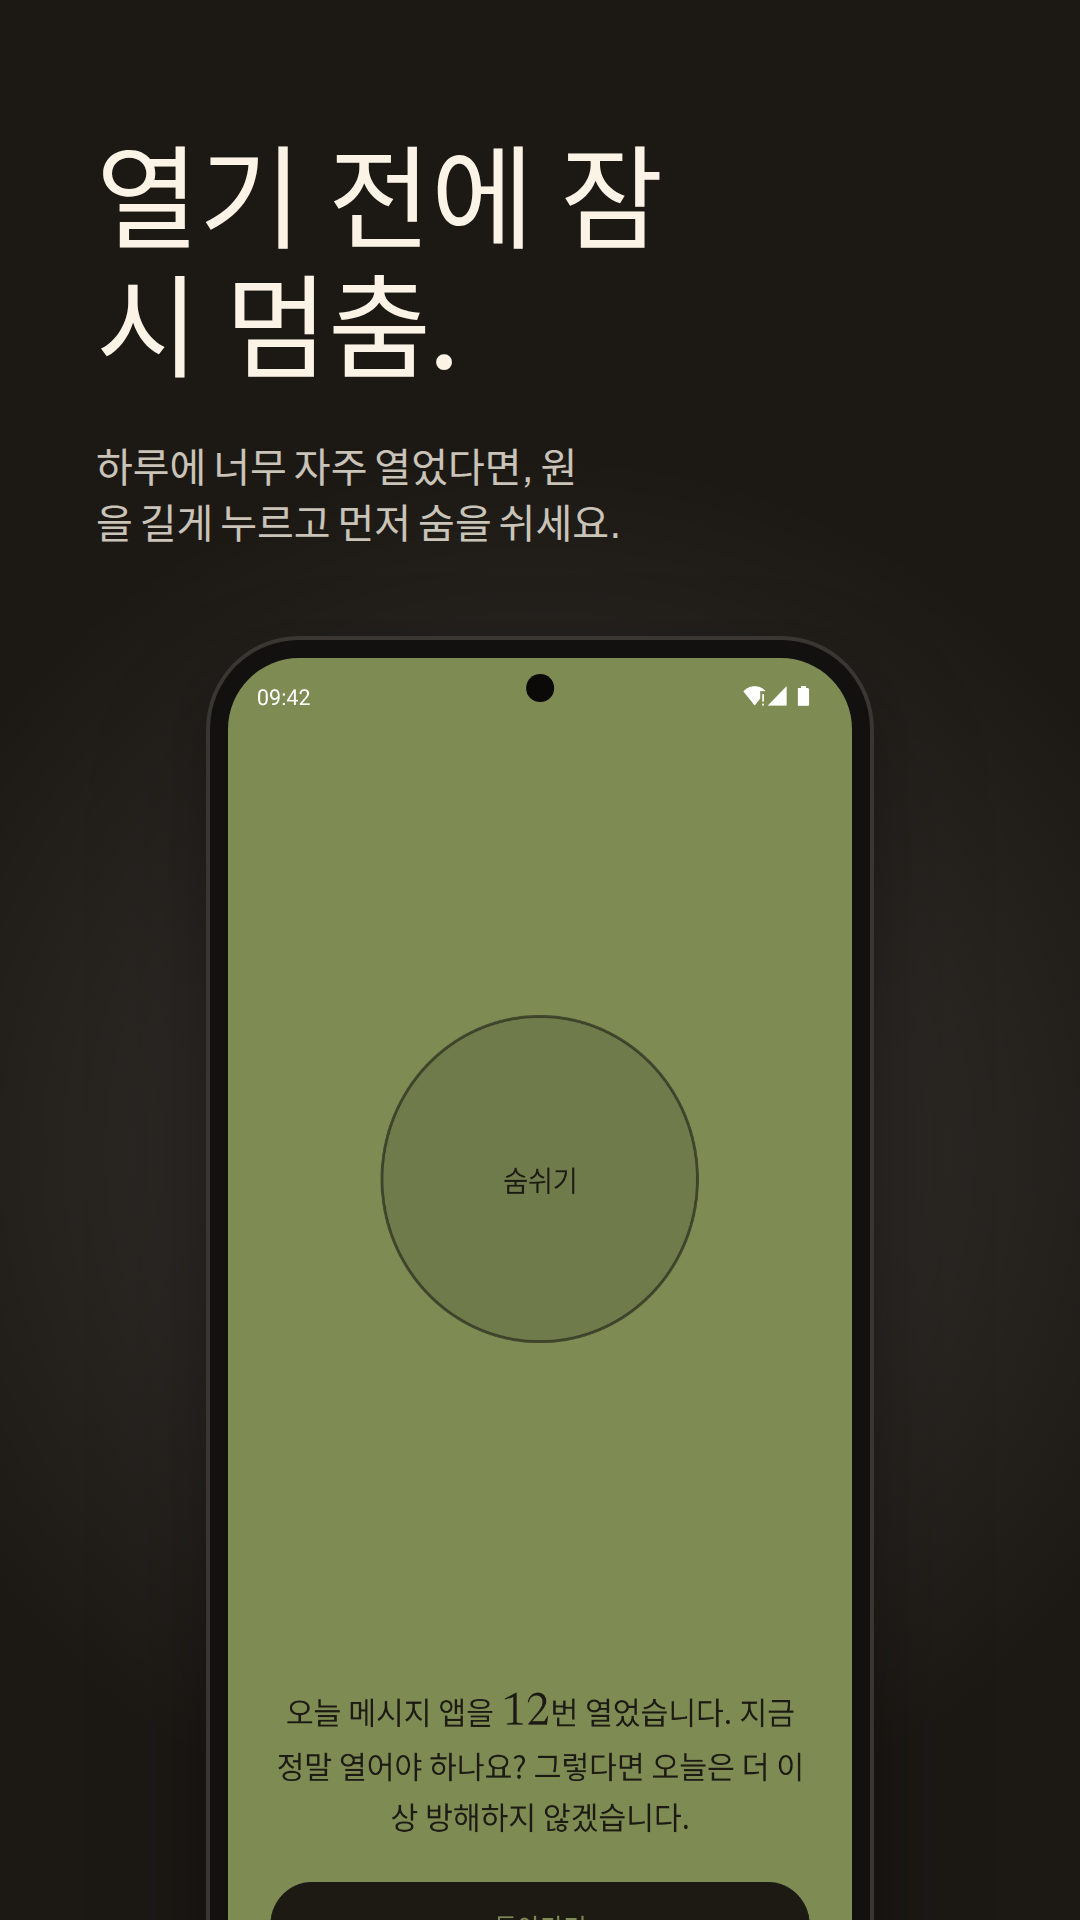 열기 전에 잠
시 멈춤.
하루에 너무 자주 열었다면, 원
을 길게 누르고 먼저 숨을 쉬세요.
09:42
숨쉬기
오늘 메시지 앱을 12번 열었습니다. 지금
정말 열어야 하나요? 그렇다면 오늘은 더 이
상 방해하지 않겠습니다.